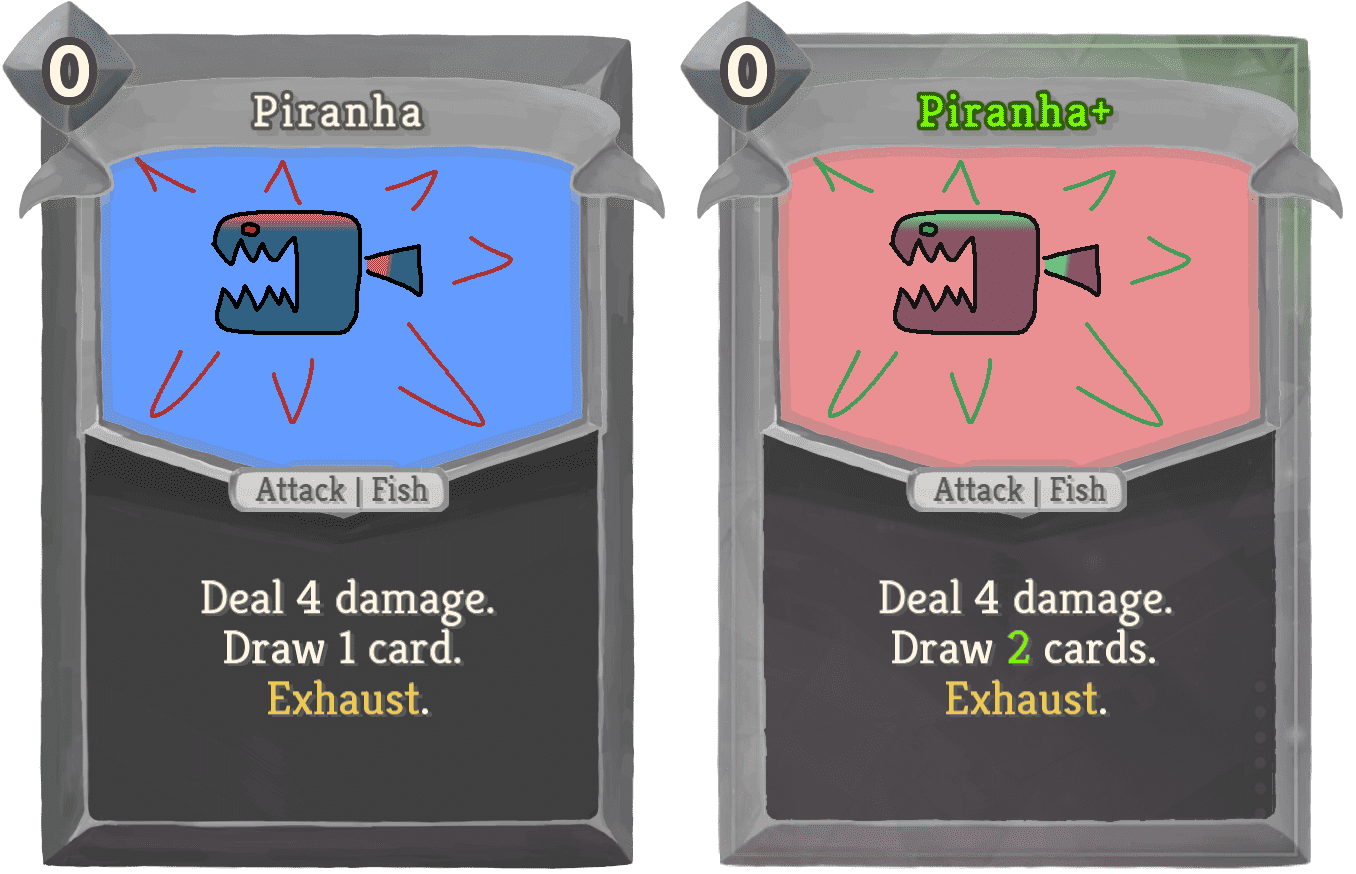 0
Piranha
Attack | Fish
Deal 4 damage.
Draw 1 card.
Exhaust.
0
Piranha+
Attack | Fish
Deal 4 damage.
Draw 2 cards.
Exhaust.